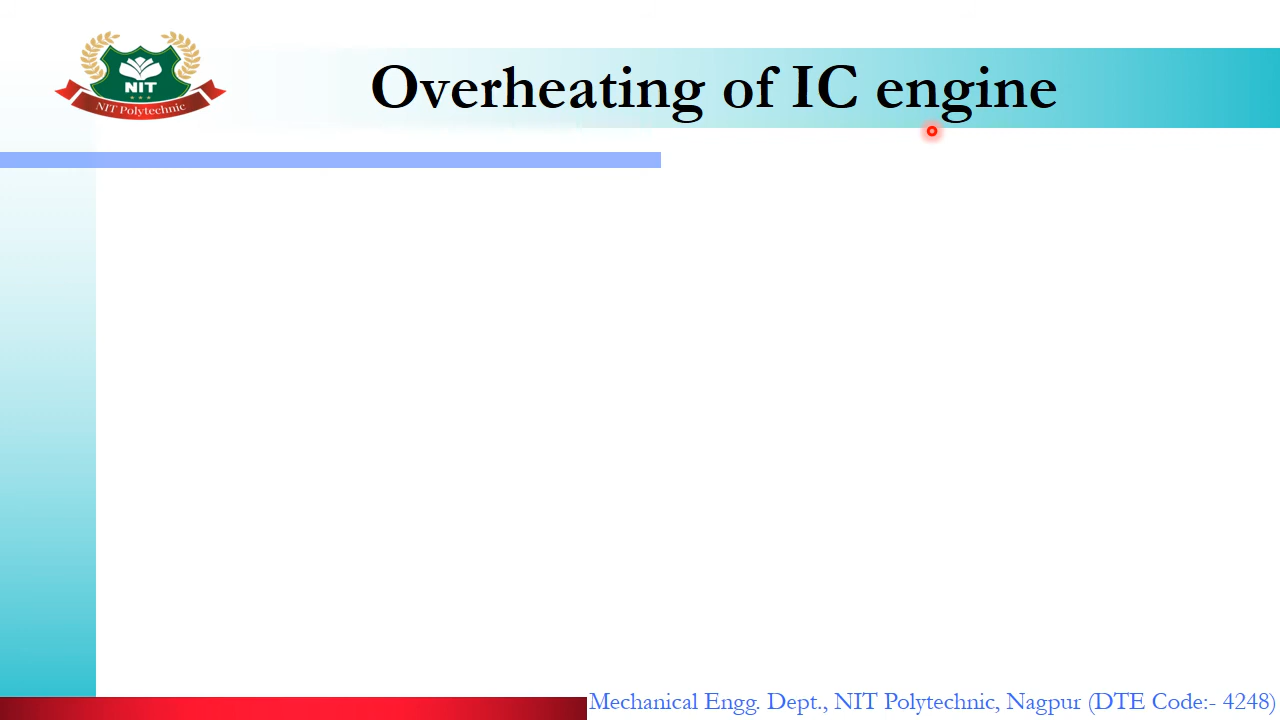 NIT
NIT Polytechnic
Overheating of IC engine
Mechanical Engg. Dept., NIT Polytechnic, Nagpur (DTE Code:- 4248)